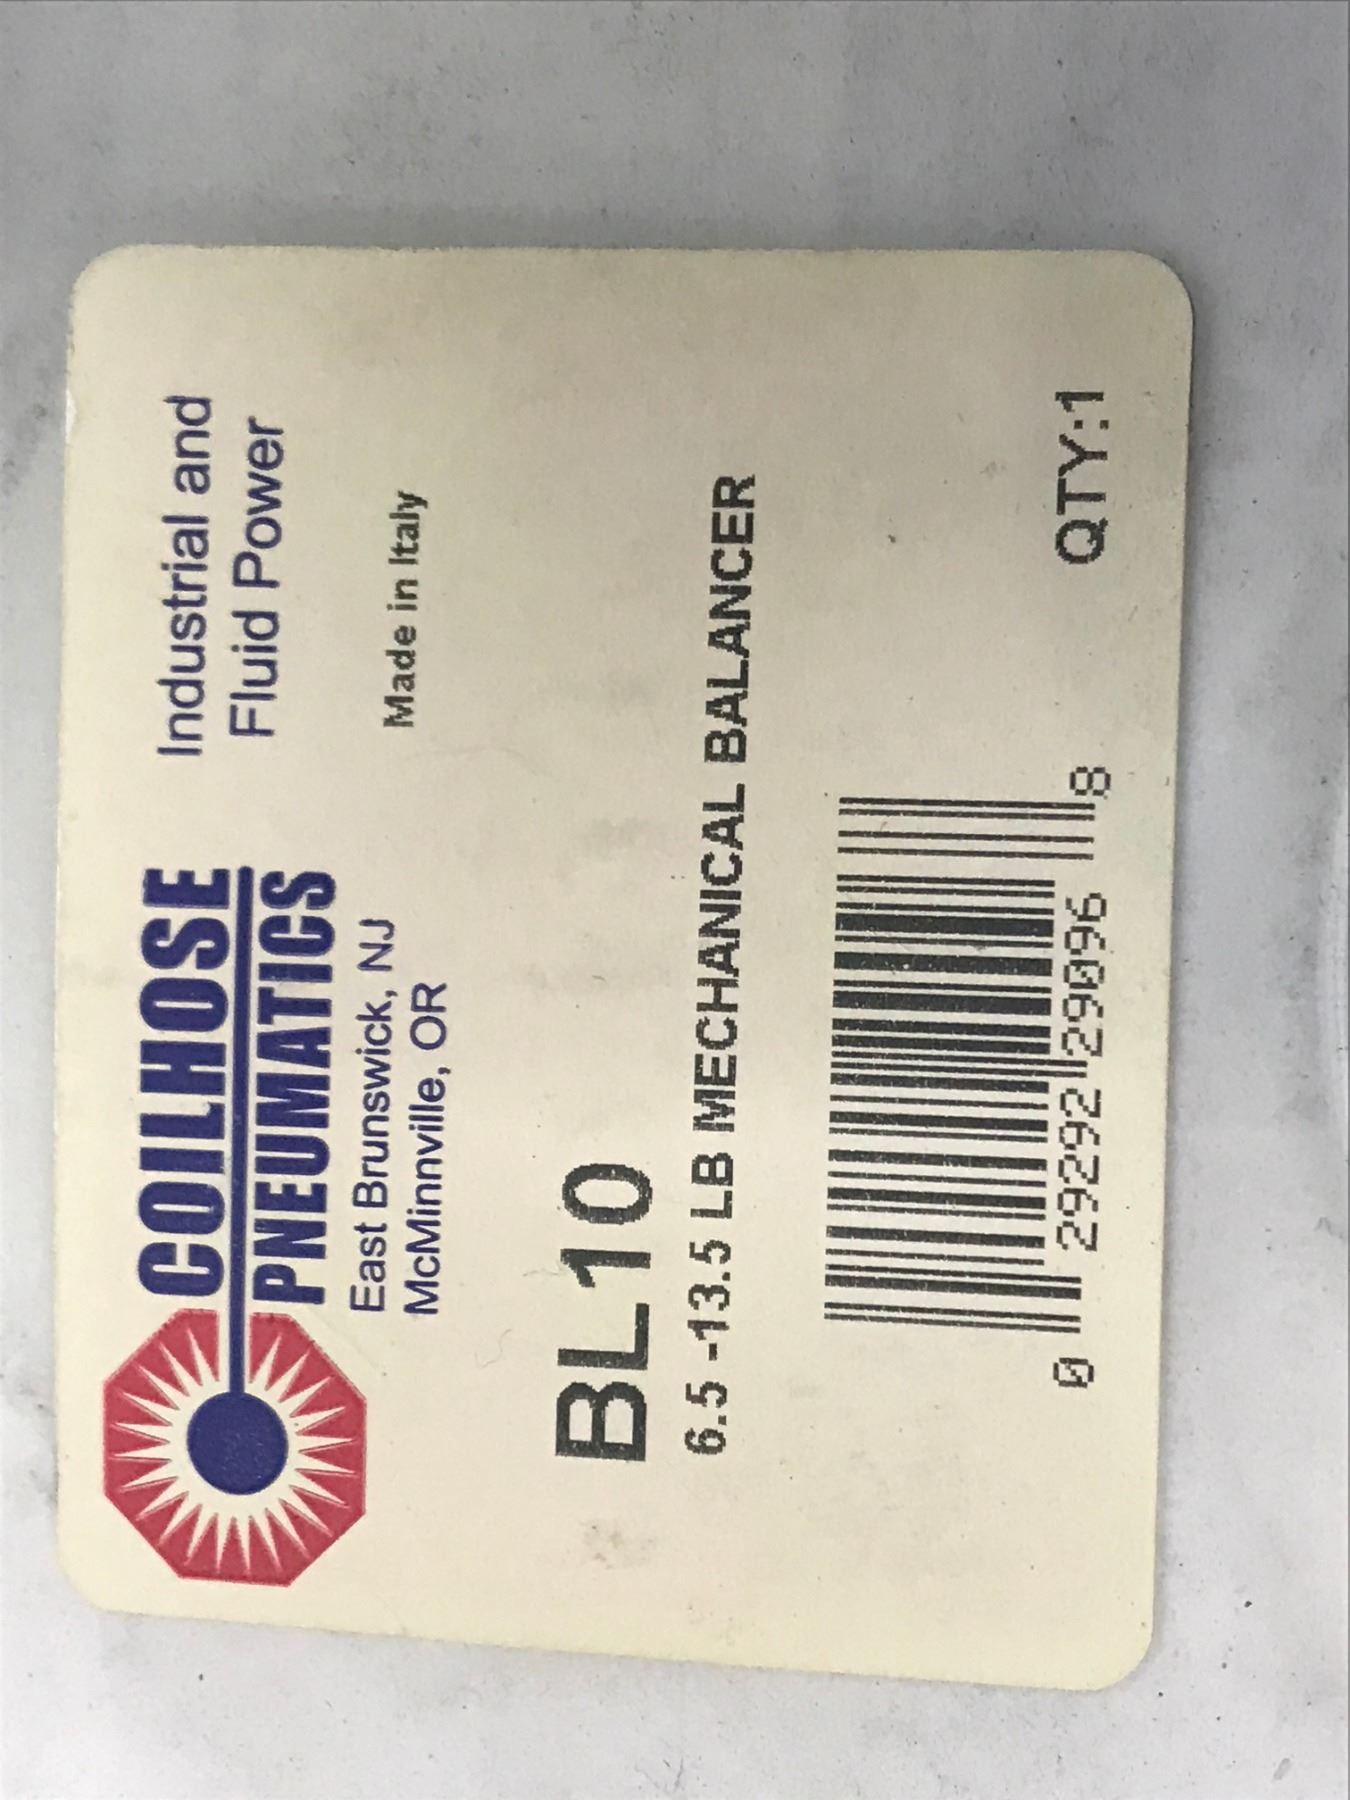 COILHOSE
PNEUMATICS
East Brunswick, NJ
McMinnville, OR
Industrial and
Fluid Power
Made in Italy
BL10
6.5 -13.5 LB MECHANICAL BALANCER
0 29292 29096 8
QTY:1